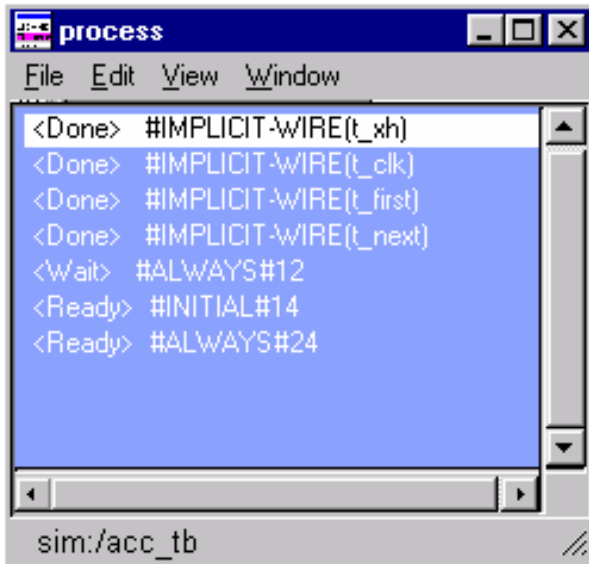 process
File Edit View Window
<Done> #IMPLICIT-WIRE(t_xh)
<Done> #IMPLICIT-WIRE(t_clk)
<Done> #IMPLICIT-WIRE(t_first)
<Done> #IMPLICIT-WIRE(t_next)
<Wait> #ALWAYS#12
<Ready> #INITIAL#14
<Ready> #ALWAYS#24
sim:/acc_tb